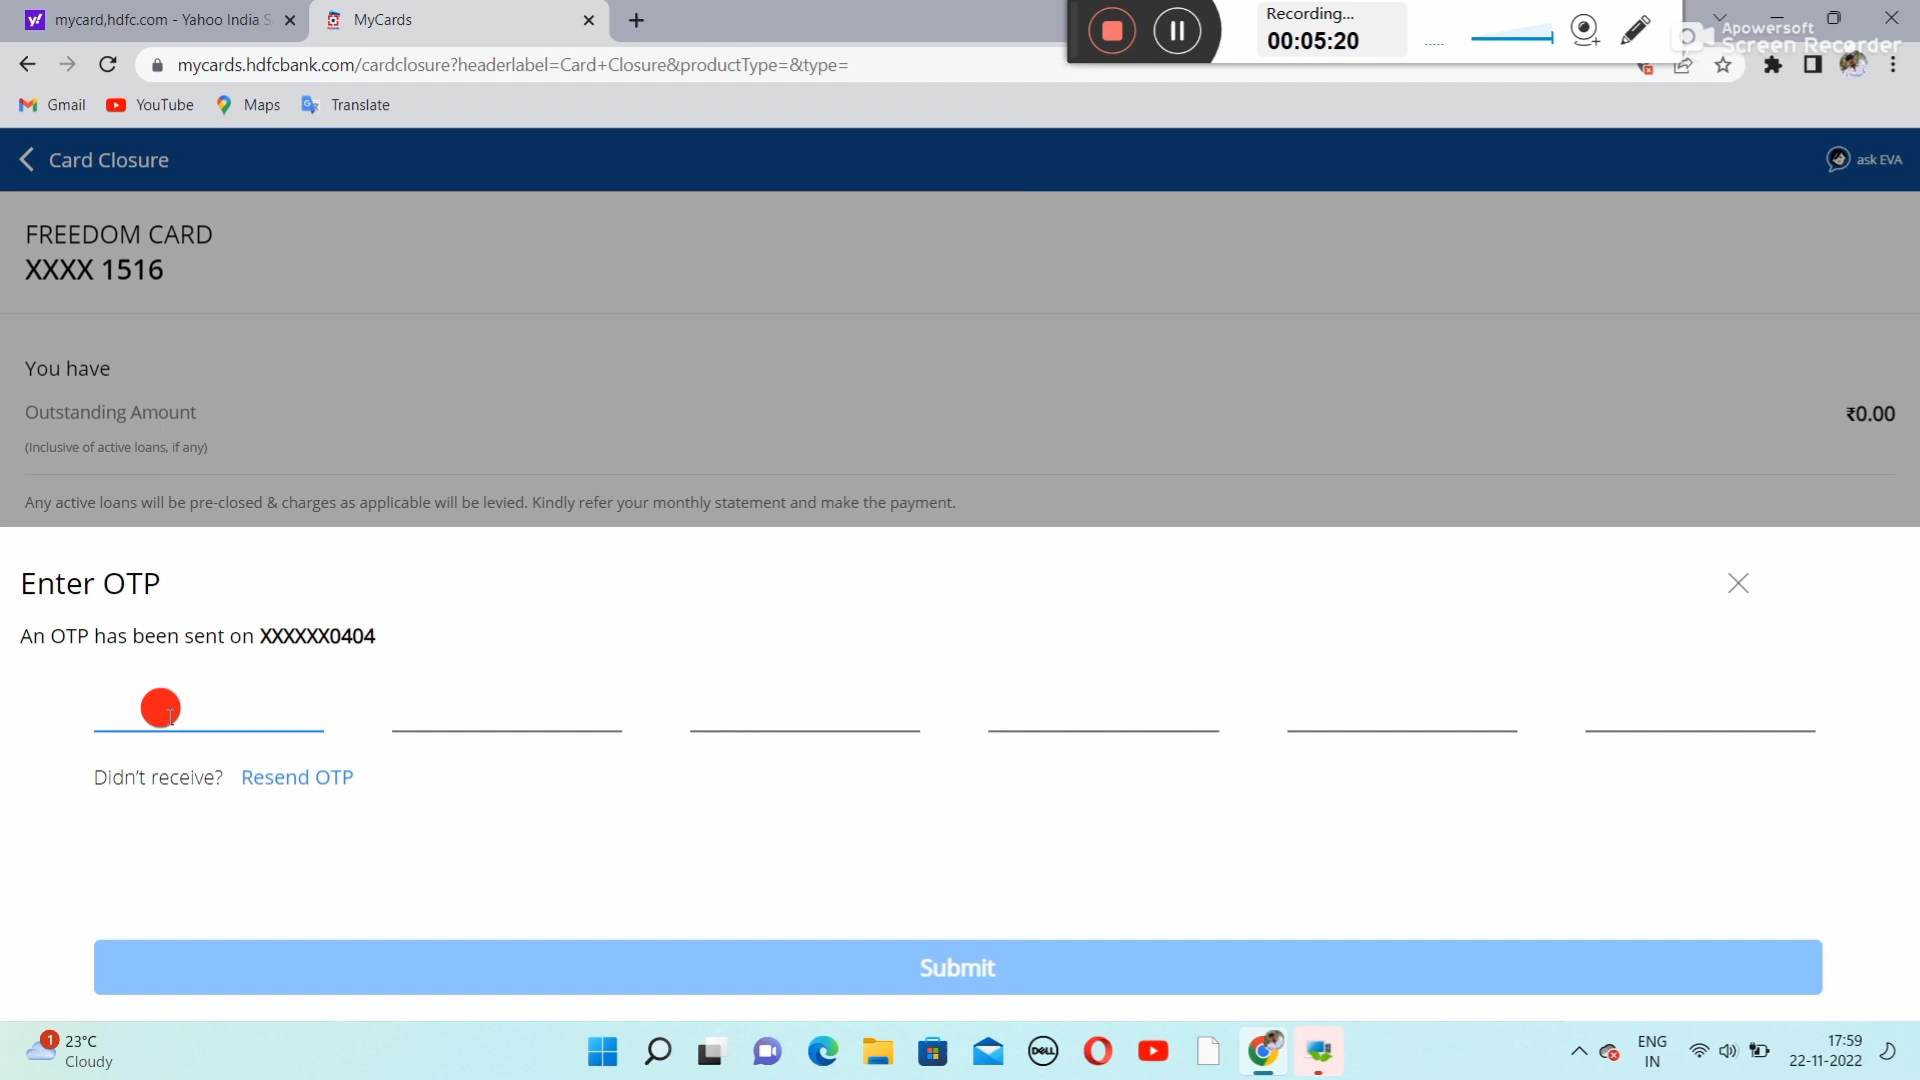 mycard,hdfc.com - Yahoo India S
MyCards
Recording...
00:05:20
Apowersoft
Screen Recorder
mycards.hdfcbank.com/cardclosure?headerlabel=Card+Closure&productType=&type=
Gmail
YouTube
Maps
Translate
Card Closure
ask EVA
FREEDOM CARD
XXXX 1516
You have
Outstanding Amount
₹0.00
(Inclusive of active loans, if any)
Any active loans will be pre-closed & charges as applicable will be levied. Kindly refer your monthly statement and make the payment.
Enter OTP
An OTP has been sent on XXXXXX0404
Didn't receive? Resend OTP
Submit
1
23°C
Cloudy
DELL
ENG
IN
17:59
22-11-2022